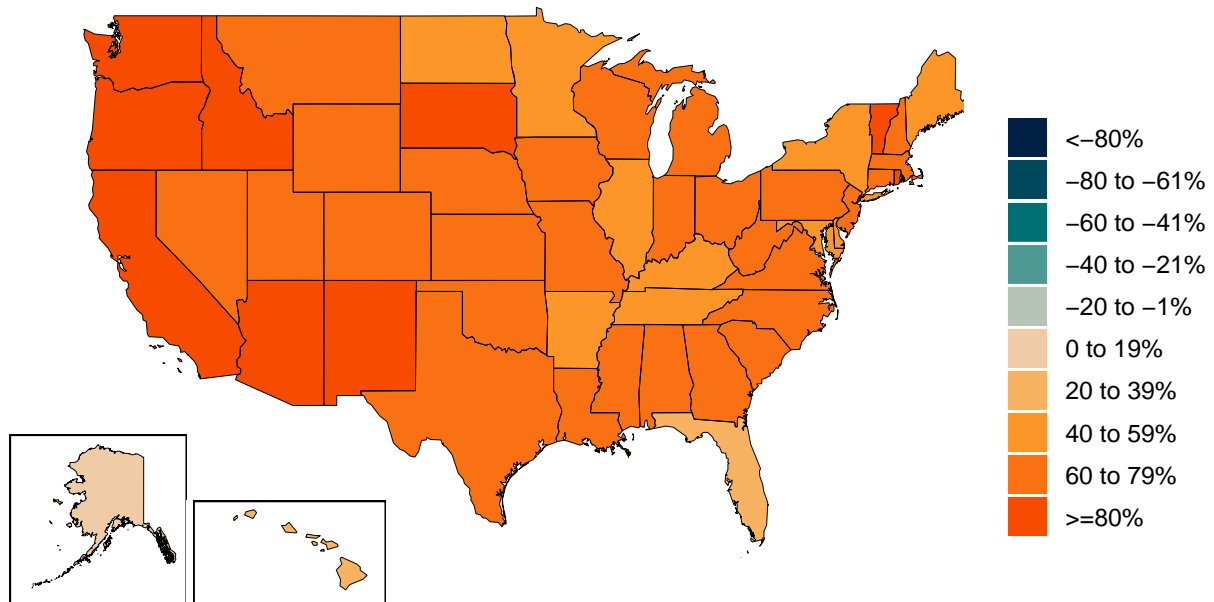 <−80%
−80 to −61%
−60 to −41%
−40 to −21%
−20 to −1%
0 to 19%
20 to 39%
40 to 59%
60 to 79%
>=80%